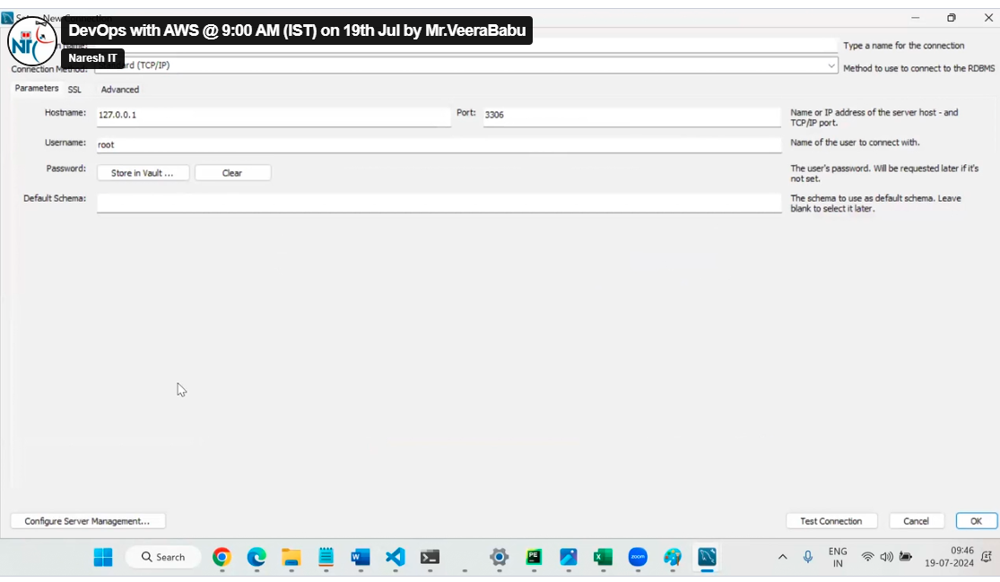 Setup New Connection
DevOps with AWS @ 9:00 AM (IST) on 19th Jul by Mr.VeeraBabu
Naresh IT
NTC
Name:
Type a name for the connection
Connection Method:
(TCP/IP)
Method to use to connect to the RDBMS
Parameters
SSL
Advanced
Hostname:
127.0.0.1
Port:
3306
Name or IP address of the server host - and
TCP/IP port.
Username:
root
Name of the user to connect with.
Password:
Store in Vault ...
Clear
The user's password. Will be requested later if it's
not set.
Default Schema:
The schema to use as default schema. Leave
blank to select it later.
Configure Server Management...
Test Connection
Cancel
OK
Search
W
PE
X
zoom
ENG
IN
09:46
19-07-2024